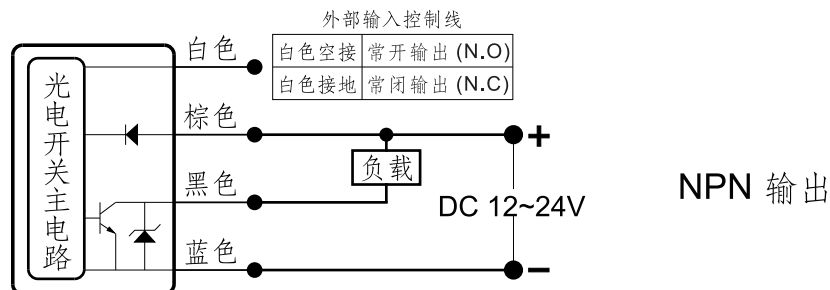 外部输入控制线
白色
白色空接 常开输出 (N.O)
白色接地 常闭输出 (N.C)
光电开关主电路
棕色
+
负载
黑色
DC 12~24V
NPN 输出
蓝色
−